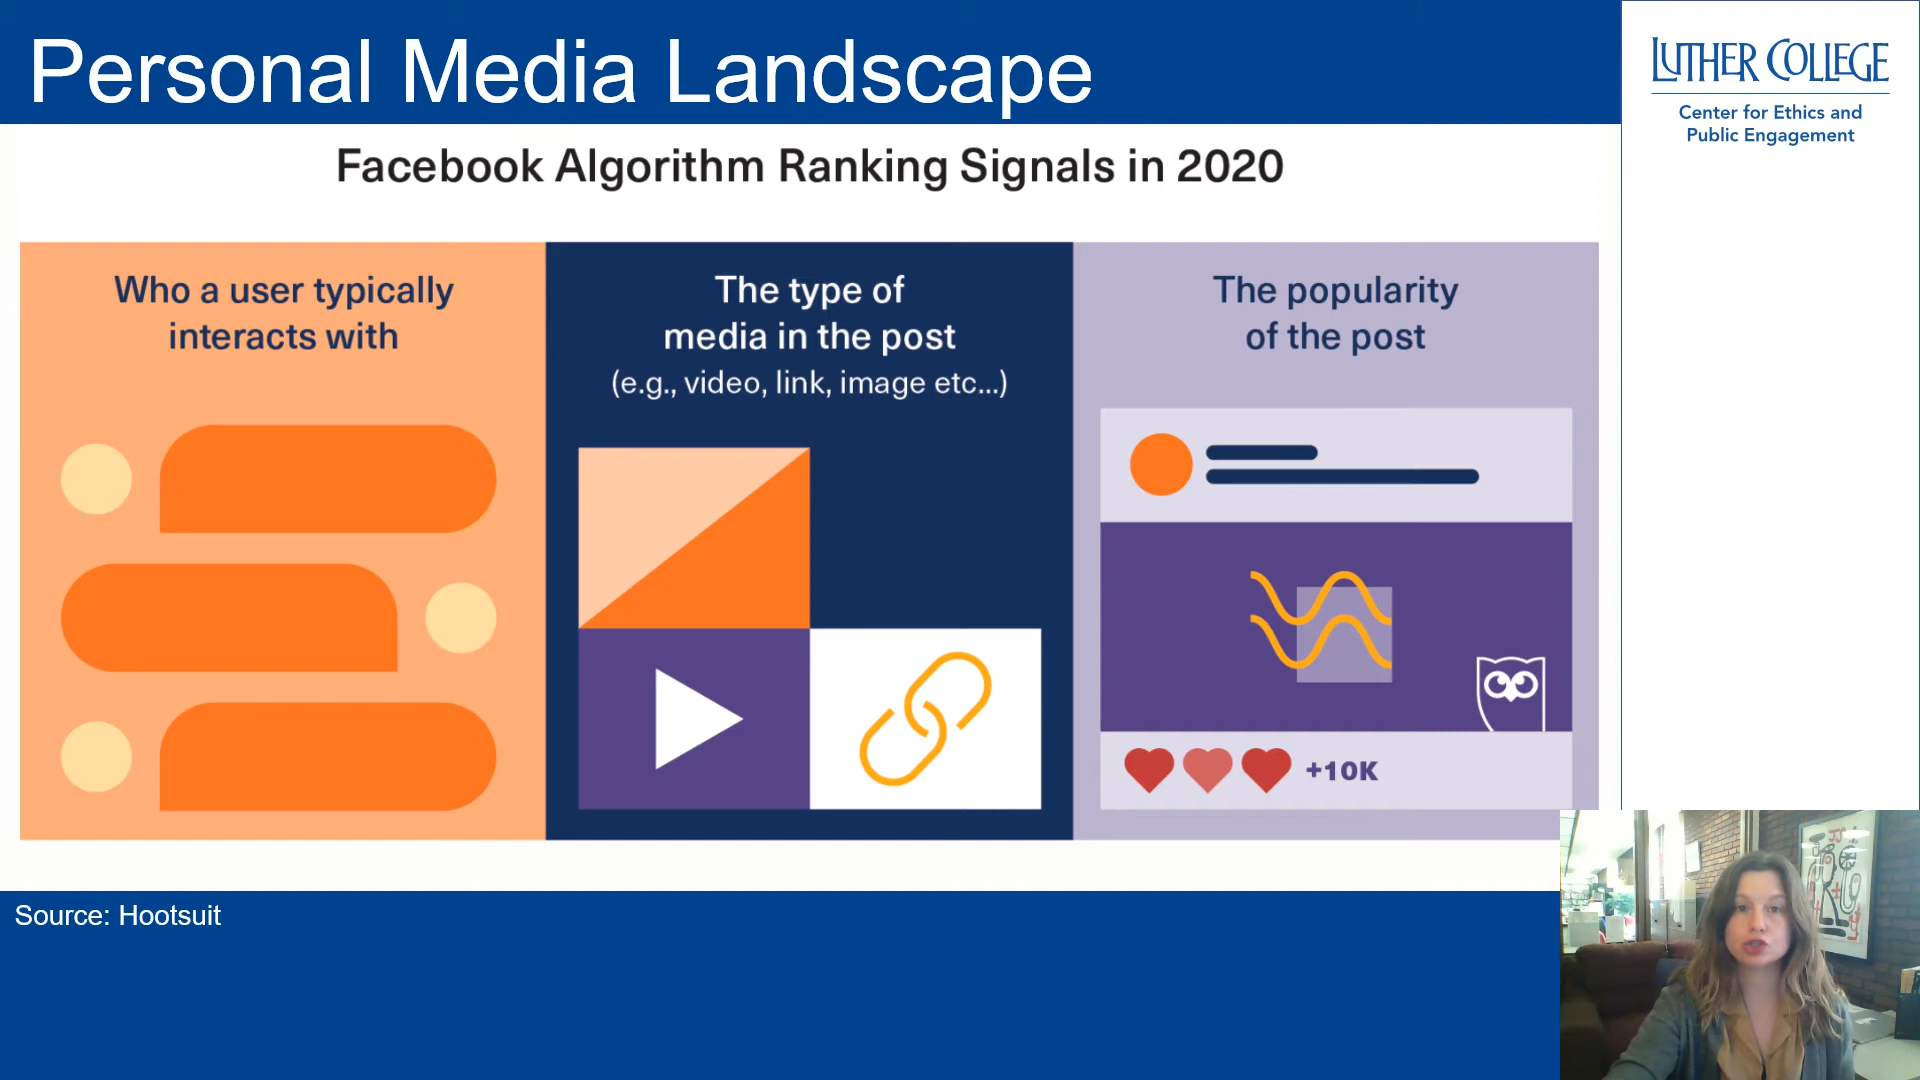 Personal Media Landscape
LUTHER COLLEGE
Center for Ethics and
Public Engagement
Facebook Algorithm Ranking Signals in 2020
Who a user typically
interacts with
The type of
media in the post
(e.g., video, link, image etc...)
The popularity
of the post
+10K
Source: Hootsuit